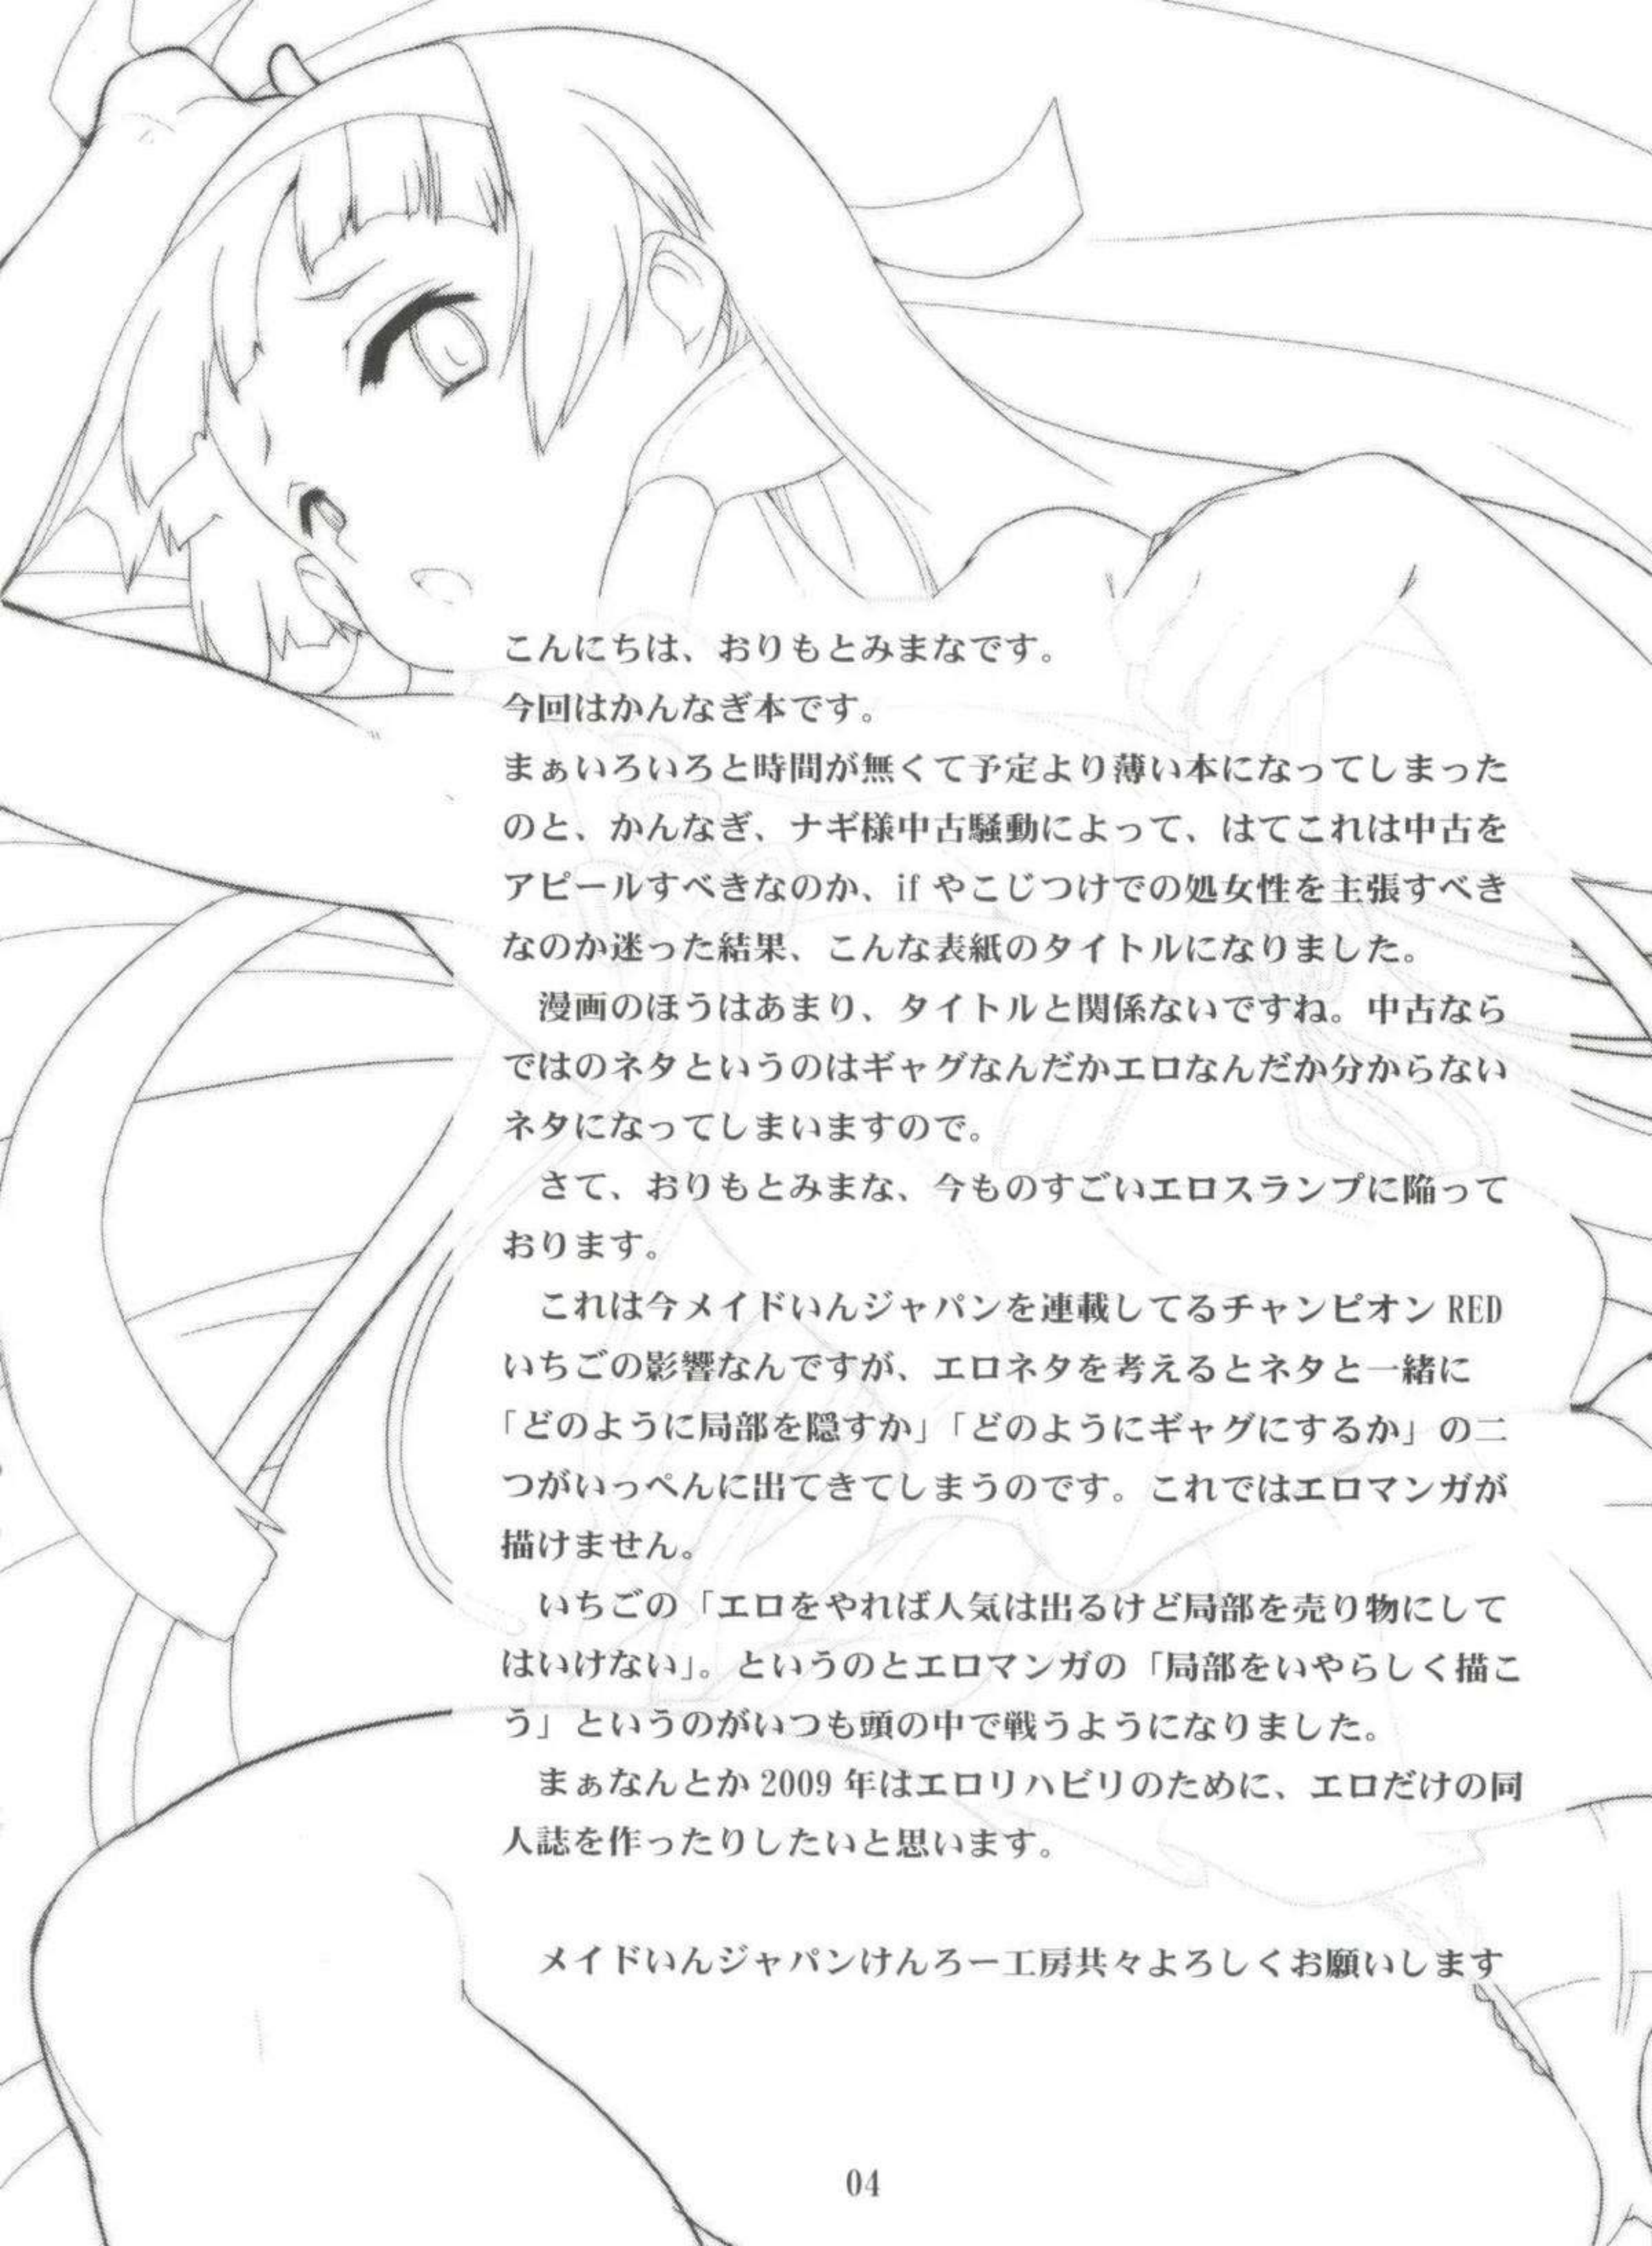 こんにちは、おりもとみまなです。
今回はかんなぎ本です。
まぁいろいろと時間が無くて予定より薄い本になってしまった
のと、かんなぎ、ナギ様中古騒動によって、はてこれは中古を
アピールすべきなのか、if やこじつけでの処女性を主張すべき
なのか迷った結果、こんな表紙のタイトルになりました。
　漫画のほうはあまり、タイトルと関係ないですね。中古なら
ではのネタというのはギャグなんだかエロなんだか分からない
ネタになってしまいますので。
　さて、おりもとみまな、今ものすごいエロスランプに陥って
おります。
　これは今メイドいんジャパンを連載してるチャンピオン RED
いちごの影響なんですが、エロネタを考えるとネタと一緒に
「どのように局部を隠すか」「どのようにギャグにするか」の二
つがいっぺんに出てきてしまうのです。これではエロマンガが
描けません。
　いちごの「エロをやれば人気は出るけど局部を売り物にして
はいけない」。というのとエロマンガの「局部をいやらしく描こ
う」というのがいつも頭の中で戦うようになりました。
　まぁなんとか 2009 年はエロリハビリのために、エロだけの同
人誌を作ったりしたいと思います。
　メイドいんジャパンけんろー工房共々よろしくお願いします
04